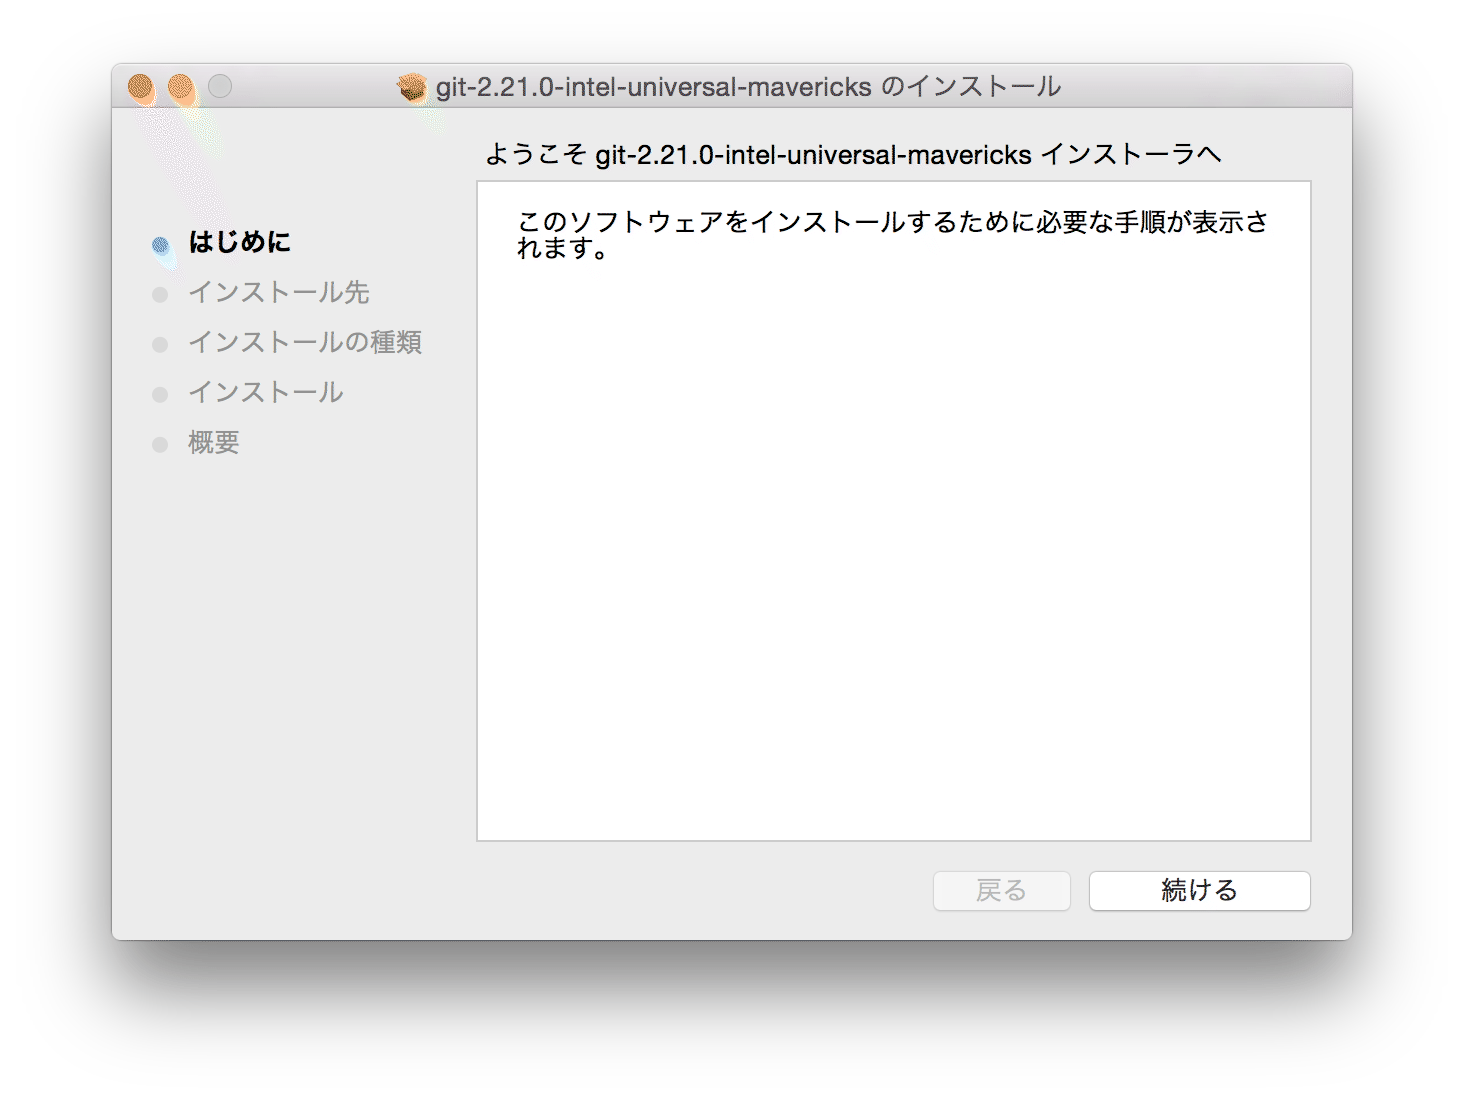 git-2.21.0-intel-universal-mavericks のインストール
ようこそ git-2.21.0-intel-universal-mavericks インストーラへ
はじめに
インストール先
インストールの種類
インストール
概要
このソフトウェアをインストールするために必要な手順が表示さ
れます。
戻る
続ける